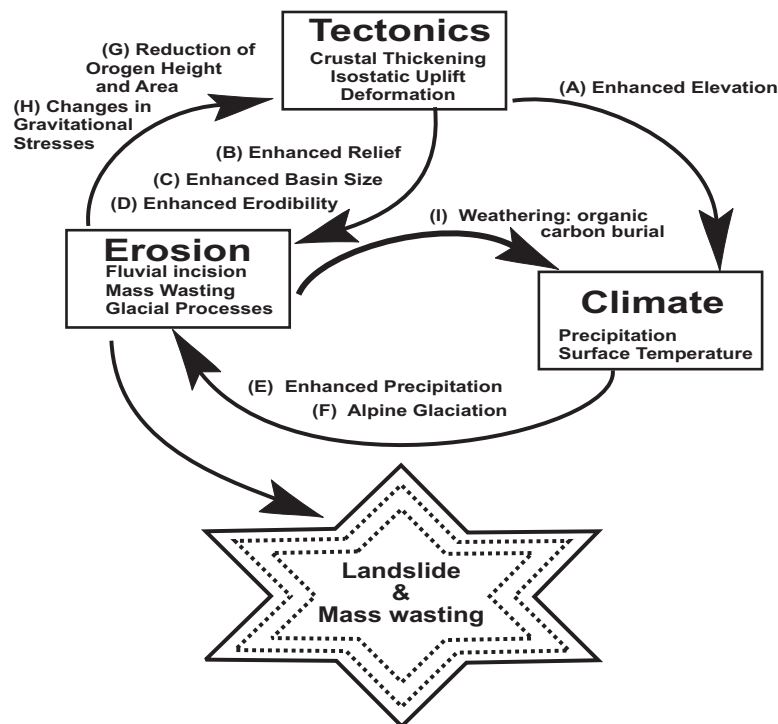 Tectonics
Crustal Thickening
Isostatic Uplift
Deformation
(G) Reduction of
Orogen Height
and Area
(H) Changes in
Gravitational
Stresses
(A) Enhanced Elevation
(B) Enhanced Relief
(C) Enhanced Basin Size
(D) Enhanced Erodibility
(I) Weathering: organic
carbon burial
Erosion
Fluvial incision
Mass Wasting
Glacial Processes
Climate
Precipitation
Surface Temperature
(E) Enhanced Precipitation
(F) Alpine Glaciation
Landslide
&
Mass wasting